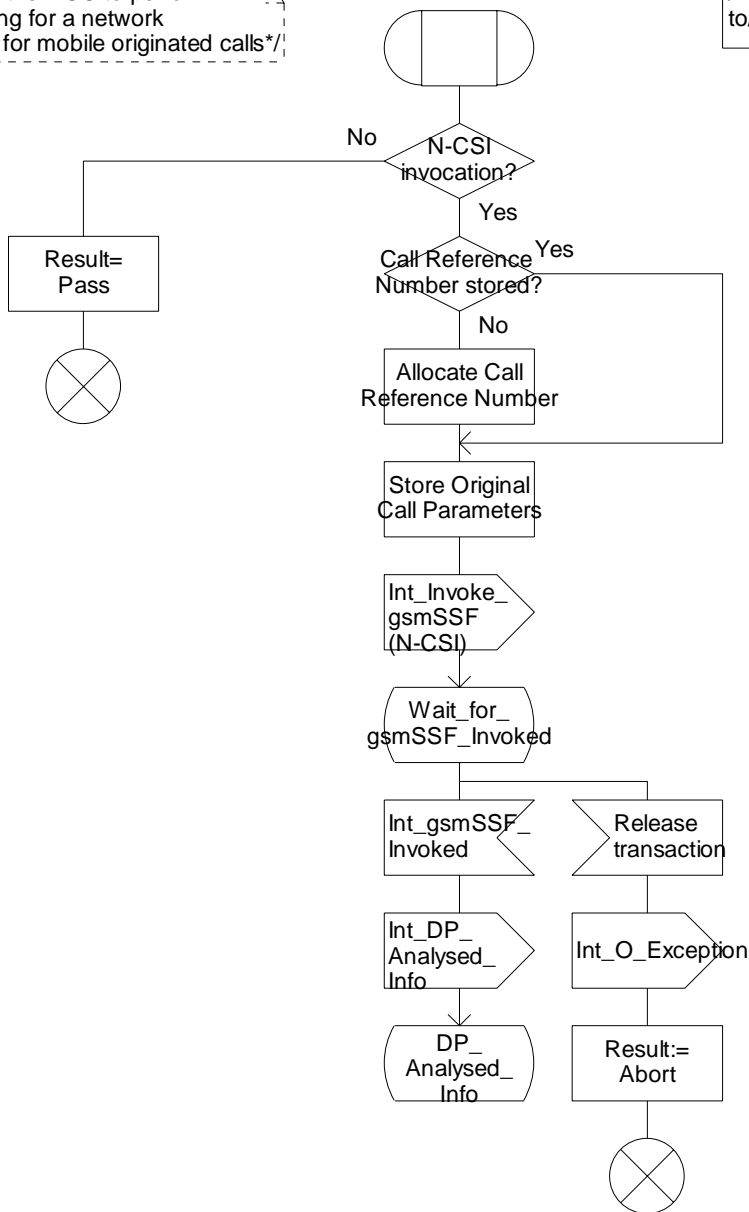 ng for a network
for mobile originated calls*/
to/
No
N-CSI
invocation?
Yes
Result=
Pass
Call Reference
Number stored?
Yes
No
Allocate Call
Reference Number
Store Original
Call Parameters
Int_Invoke_
gsmSSF
(N-CSI)
Wait_for_
gsmSSF_Invoked
Int_gsmSSF_
Invoked
Release
transaction
Int_DP_
Analysed_
Info
Int_O_Exception
DP_
Analysed_
Info
Result:=
Abort